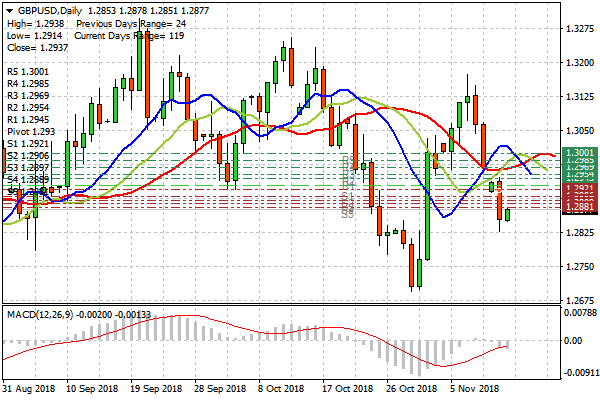 GBPUSD,Daily 1.2853 1.2878 1.2851 1.2877
High= 1.2938 Previous Days Range= 24
Low= 1.2914 Current Days Range= 119
Close= 1.2937
R5 1.3001
R4 1.2985
R3 1.2969
R2 1.2954
R1 1.2945
Pivot 1.293
S1 1.2921
S2 1.2906
S3 1.2897
1.3275
1.3200
1.3125
1.3050
1.3001
1.2985
1.2969
1.2954
1.2921
1.2881
1.2825
1.2750
1.2675
MACD(12,26,9) -0.00200 -0.00133
0.00788
0.00
-0.00911
31 Aug 2018 10 Sep 2018 19 Sep 2018 28 Sep 2018 8 Oct 2018 17 Oct 2018 26 Oct 2018 5 Nov 2018